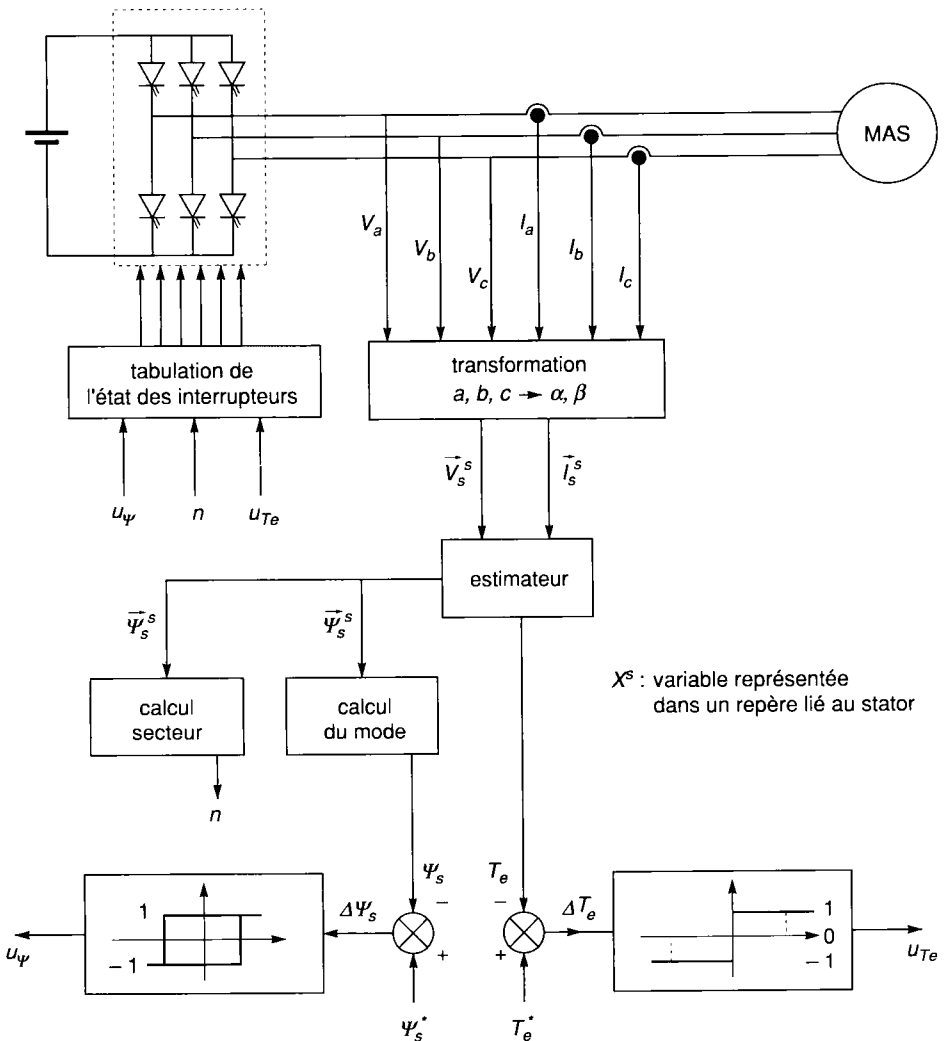 MAS
V_a
V_b
V_c
I_a
I_b
I_c
tabulation de
l'état des interrupteurs
transformation
a, b, c → α, β
u_Ψ
n
u_Te
V_s^s
I_s^s
estimateur
Ψ_s^s
Ψ_s^s
calcul
secteur
calcul
du mode
X^s : variable représentée
dans un repère lié au stator
n
Ψ_s
T_e
1
– 1
ΔΨ_s
–
+
–
+
ΔT_e
1
0
– 1
u_Ψ
u_Te
Ψ_s*
T_e*